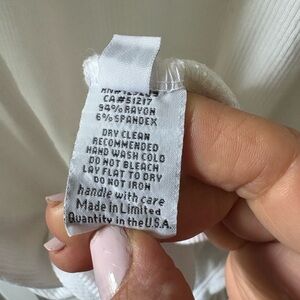 CA#51217
94% RAYON
6% SPANDEX
DRY CLEAN
RECOMMENDED
HAND WASH COLD
DO NOT BLEACH
LAY FLAT TO DRY
DO NOT IRON
handle with care
Made in Limited
Quantity in the U.S.A.